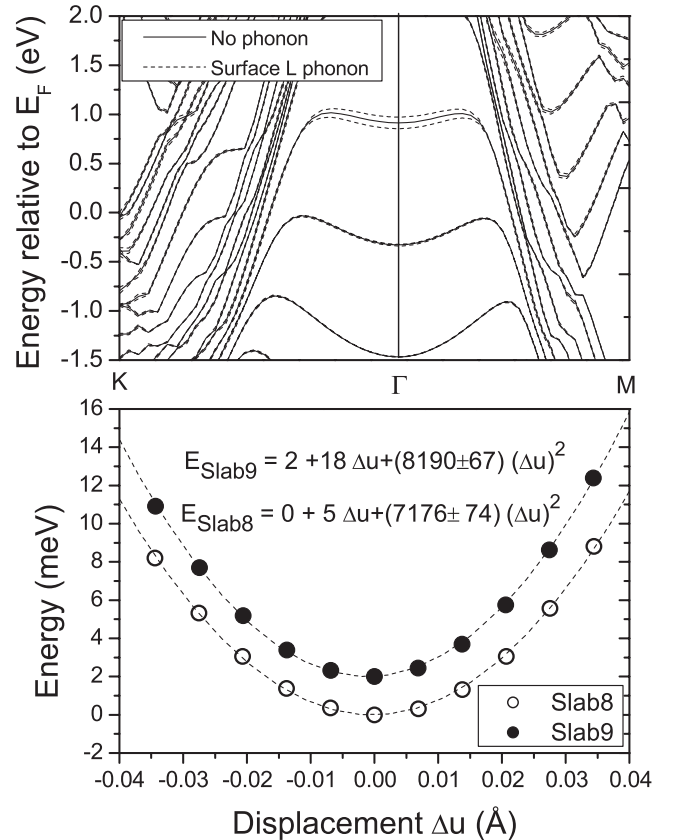 2.0
1.5
1.0
0.5
0.0
-0.5
-1.0
-1.5
Energy relative to E_F (eV)
No phonon
Surface L phonon
K Γ M
16
14
12
10
8
6
4
2
0
-2
Energy (meV)
E_Slab9 = 2 +18 Δu+(8190±67) (Δu)^2
E_Slab8 = 0 + 5 Δu+(7176± 74) (Δu)^2
Slab8
Slab9
-0.04 -0.03 -0.02 -0.01 0.00 0.01 0.02 0.03 0.04
Displacement Δu (Å)